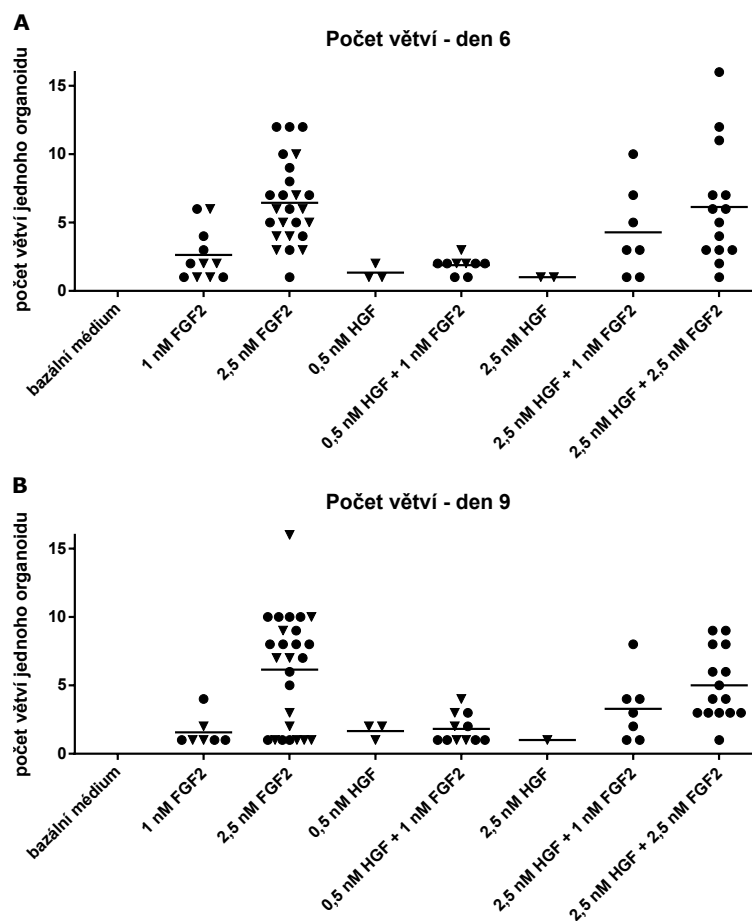 A
Počet větví - den 6
počet větví jednoho organoidu
15
10
5
0
bazální médium
1 nM FGF2
2,5 nM FGF2
0,5 nM HGF
0,5 nM HGF + 1 nM FGF2
2,5 nM HGF
2,5 nM HGF + 1 nM FGF2
2,5 nM HGF + 2,5 nM FGF2
B
Počet větví - den 9
počet větví jednoho organoidu
15
10
5
0
bazální médium
1 nM FGF2
2,5 nM FGF2
0,5 nM HGF
0,5 nM HGF + 1 nM FGF2
2,5 nM HGF
2,5 nM HGF + 1 nM FGF2
2,5 nM HGF + 2,5 nM FGF2